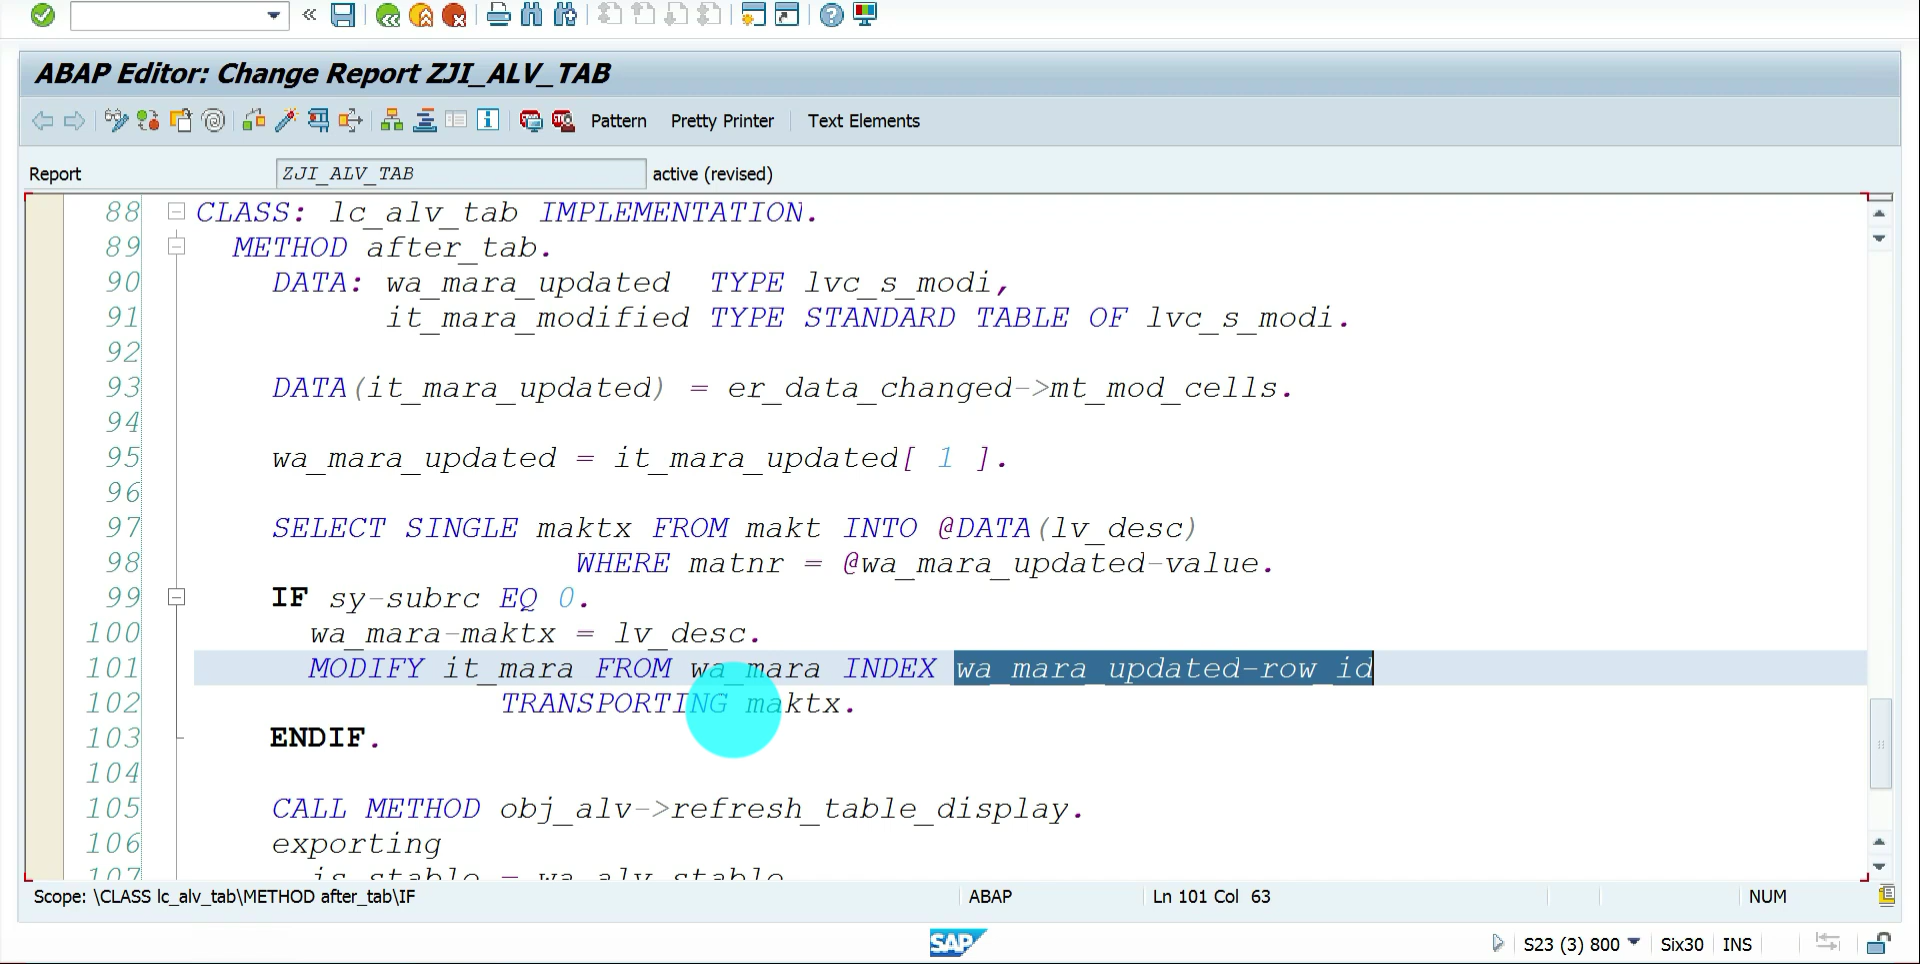 ABAP Editor: Change Report ZJI_ALV_TAB
Pattern Pretty Printer Text Elements
Report ZJI_ALV_TAB active (revised)
88 CLASS: lc_alv_tab IMPLEMENTATION.
89 METHOD after_tab.
90 DATA: wa_mara_updated TYPE lvc_s_modi,
91 it_mara_modified TYPE STANDARD TABLE OF lvc_s_modi.
92
93 DATA(it_mara_updated) = er_data_changed->mt_mod_cells.
94
95 wa_mara_updated = it_mara_updated[ 1 ].
96
97 SELECT SINGLE maktx FROM makt INTO @DATA(lv_desc)
98 WHERE matnr = @wa_mara_updated-value.
99 IF sy-subrc EQ 0.
100 wa_mara-maktx = lv_desc.
101 MODIFY it_mara FROM wa_mara INDEX wa_mara_updated-row_id
102 TRANSPORTING maktx.
103 ENDIF.
104
105 CALL METHOD obj_alv->refresh_table_display.
106 exporting
107 is_stable = wa_alv_stable
Scope: \CLASS lc_alv_tab\METHOD after_tab\IF ABAP Ln 101 Col 63 NUM
SAP S23 (3) 800 Six30 INS